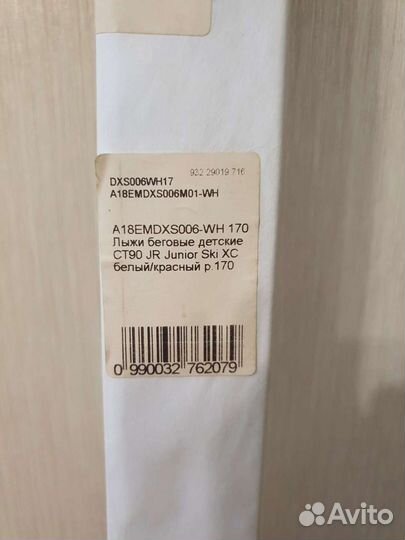 932 29019 716
DXS006WH17
A18EMDXS006M01-WH
A18EMDXS006-WH 170
Лыжи беговые детские
CT90 JR Junior Ski XC
белый/красный р.170
0 990032 762079
Avito